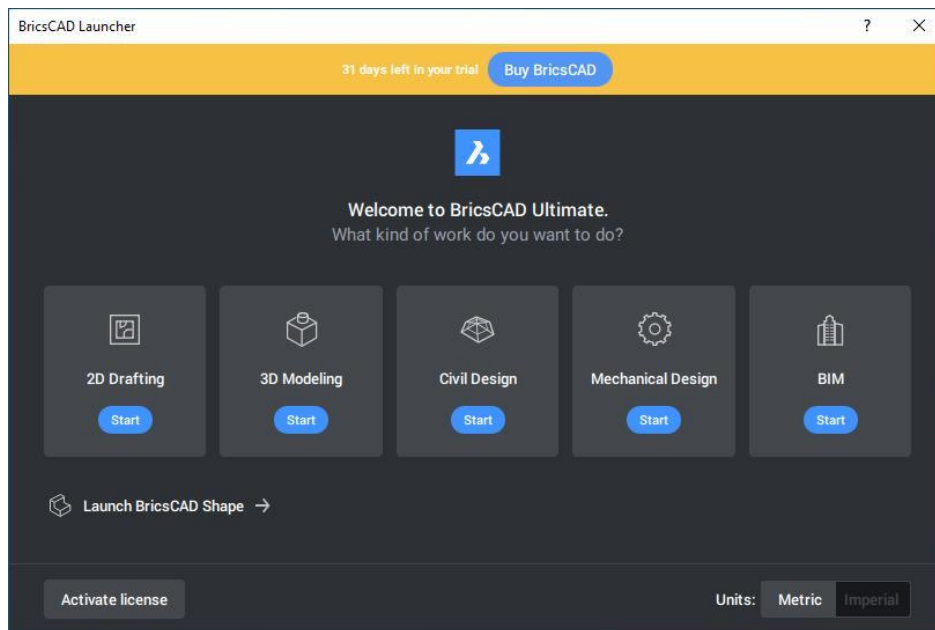 BricsCAD Launcher
?
31 days left in your trial Buy BricsCAD
Welcome to BricsCAD Ultimate.
What kind of work do you want to do?
2D Drafting 3D Modeling Civil Design Mechanical Design BIM
Start Start Start Start Start
Launch BricsCAD Shape →
Activate license Units: Metric Imperial